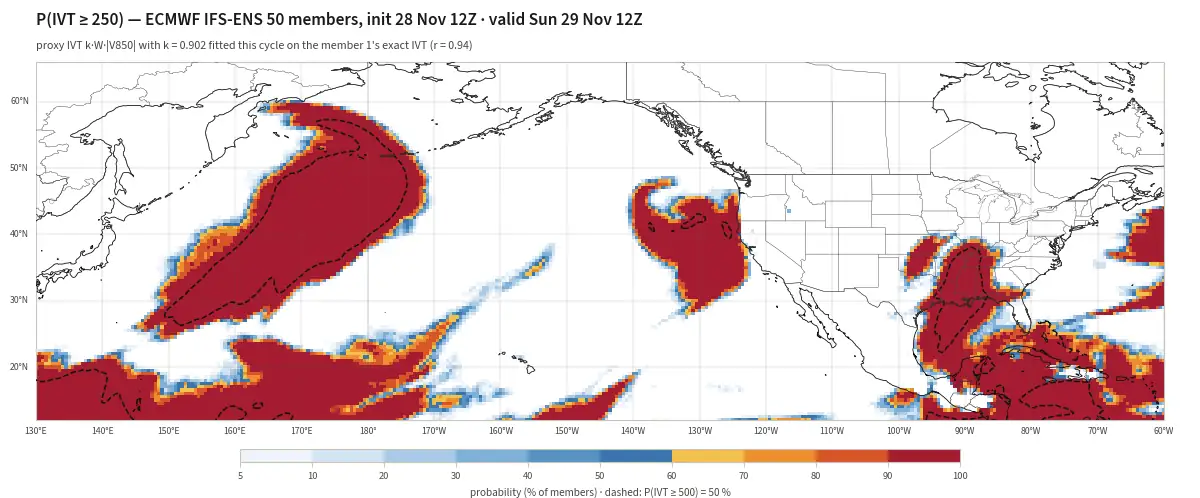 P(IVT ≥ 250) — ECMWF IFS-ENS 50 members, init 28 Nov 12Z · valid Sun 29 Nov 12Z
proxy IVT k·W·|V850| with k = 0.902 fitted this cycle on the member 1's exact IVT (r = 0.94)
60°N
50°N
40°N
30°N
20°N
130°E 140°E 150°E 160°E 170°E 180° 170°W 160°W 150°W 140°W 130°W 120°W 110°W 100°W 90°W 80°W 70°W 60°W
5 10 20 30 40 50 60 70 80 90 100
probability (% of members) · dashed: P(IVT ≥ 500) = 50 %